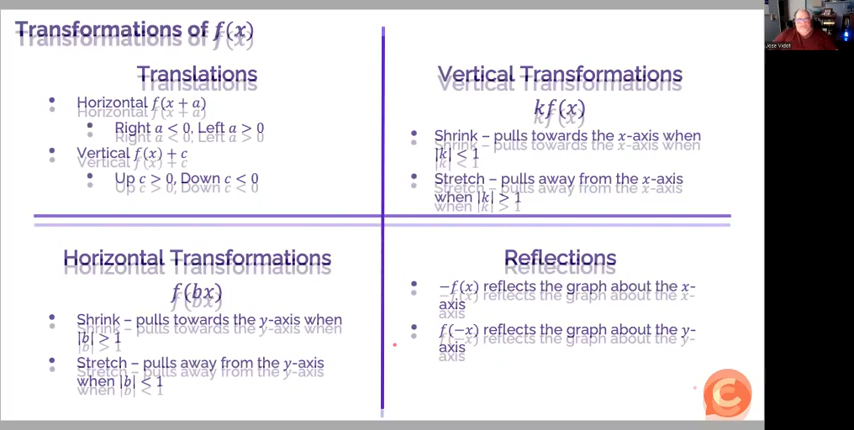 Transformations of f(x)
Translations
• Horizontal f(x + a)
• Right a < 0, Left a > 0
• Vertical f(x) + c
• Up c > 0, Down c < 0
Vertical Transformations
kf(x)
• Shrink – pulls towards the x-axis when
|k| < 1
• Stretch – pulls away from the x-axis
when |k| > 1
Horizontal Transformations
f(bx)
• Shrink – pulls towards the y-axis when
|b| > 1
• Stretch – pulls away from the y-axis
when |b| < 1
Reflections
• −f(x) reflects the graph about the x-
axis
• f(−x) reflects the graph about the y-
axis
C
Jose Vidot